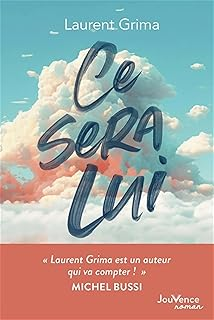 Laurent Grima
Ce
SERA
Lui
« Laurent Grima est un auteur
qui va compter ! »
MICHEL BUSSI
JOUVENCE
roman